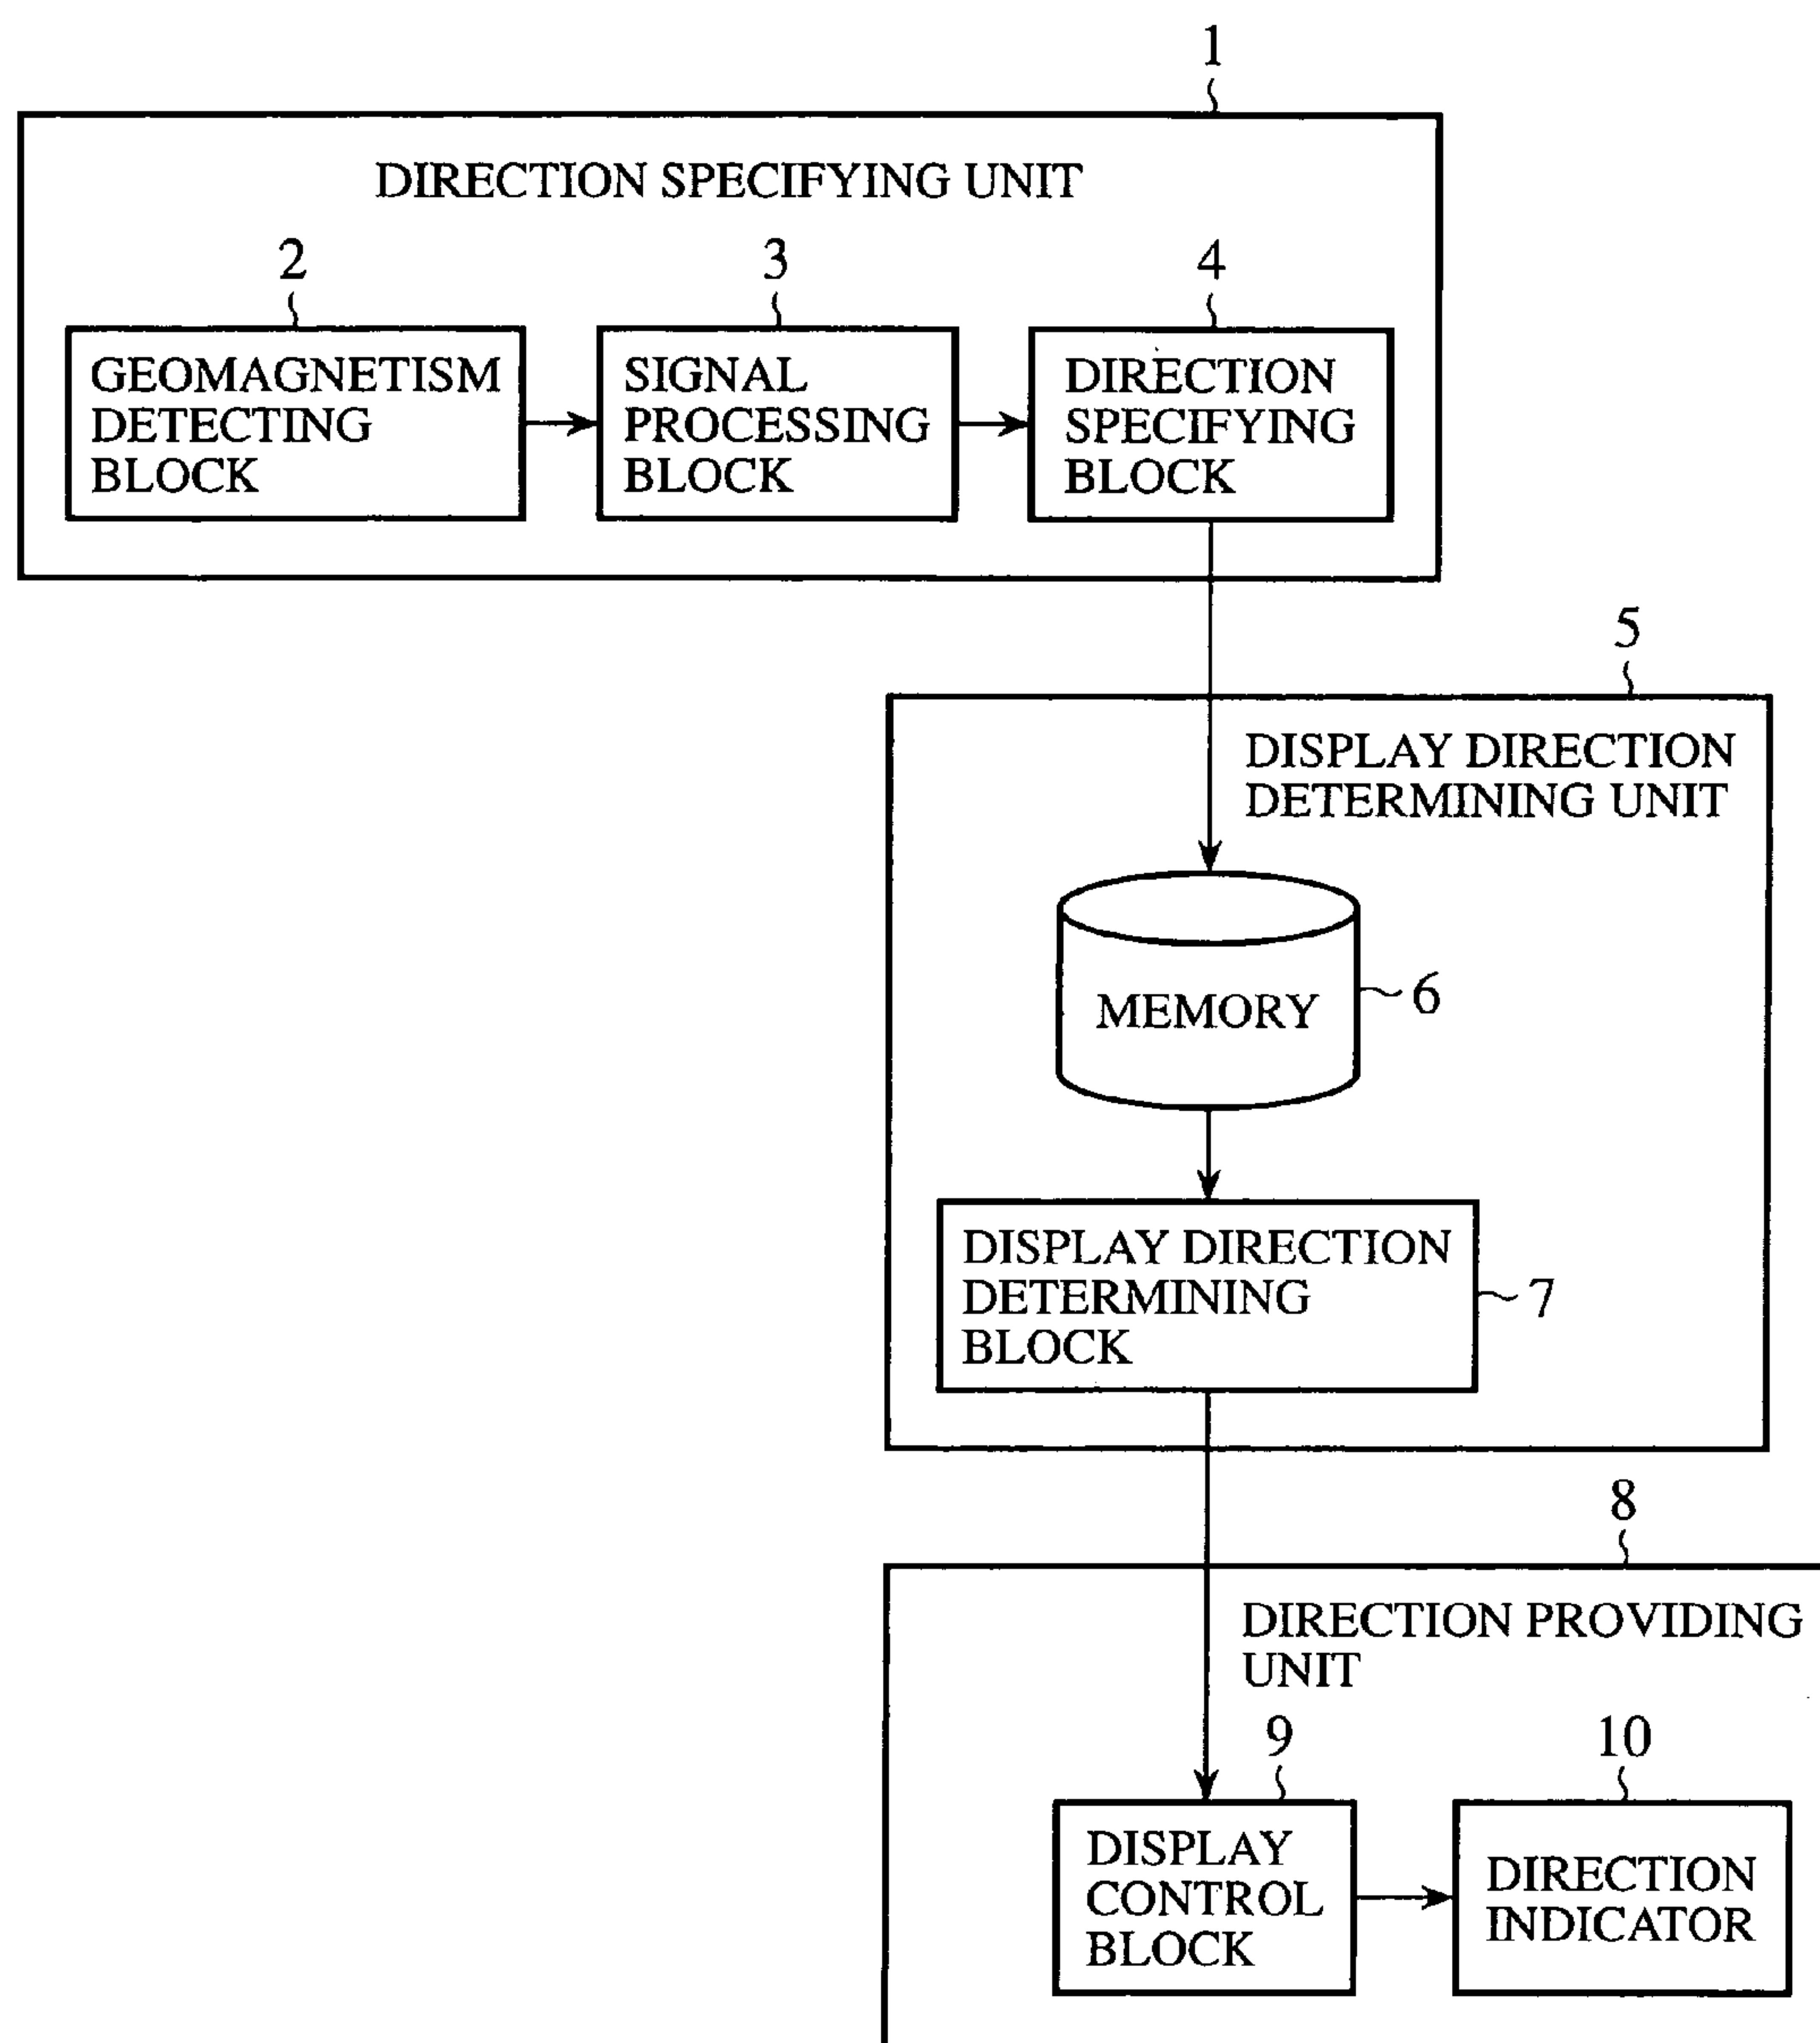 1
DIRECTION SPECIFYING UNIT
2
3
4
GEOMAGNETISM
DETECTING
BLOCK
SIGNAL
PROCESSING
BLOCK
DIRECTION
SPECIFYING
BLOCK
5
DISPLAY DIRECTION
DETERMINING UNIT
MEMORY
6
DISPLAY DIRECTION
DETERMINING
BLOCK
7
8
DIRECTION PROVIDING
UNIT
9
10
DISPLAY
CONTROL
BLOCK
DIRECTION
INDICATOR